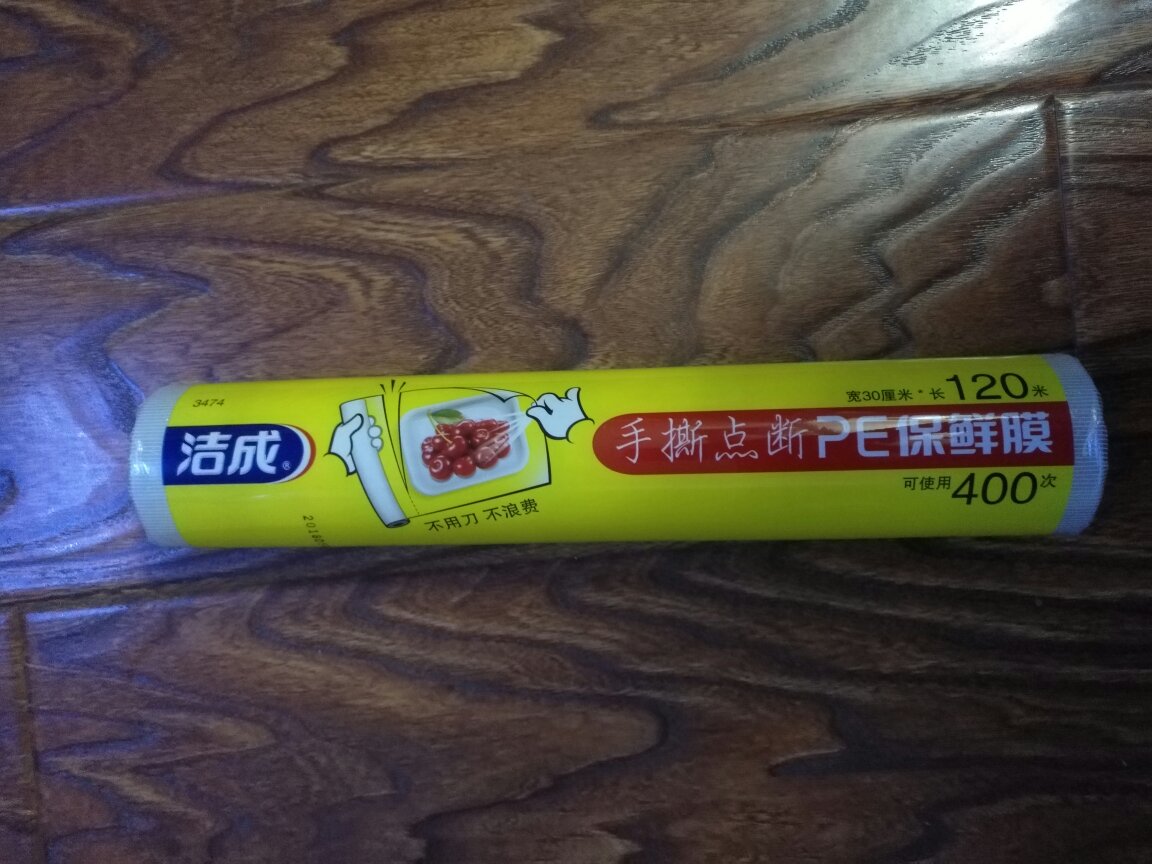 3474
洁成®
不用刀 不浪费
宽30厘米*长120米
手撕点断PE保鲜膜
可使用400次